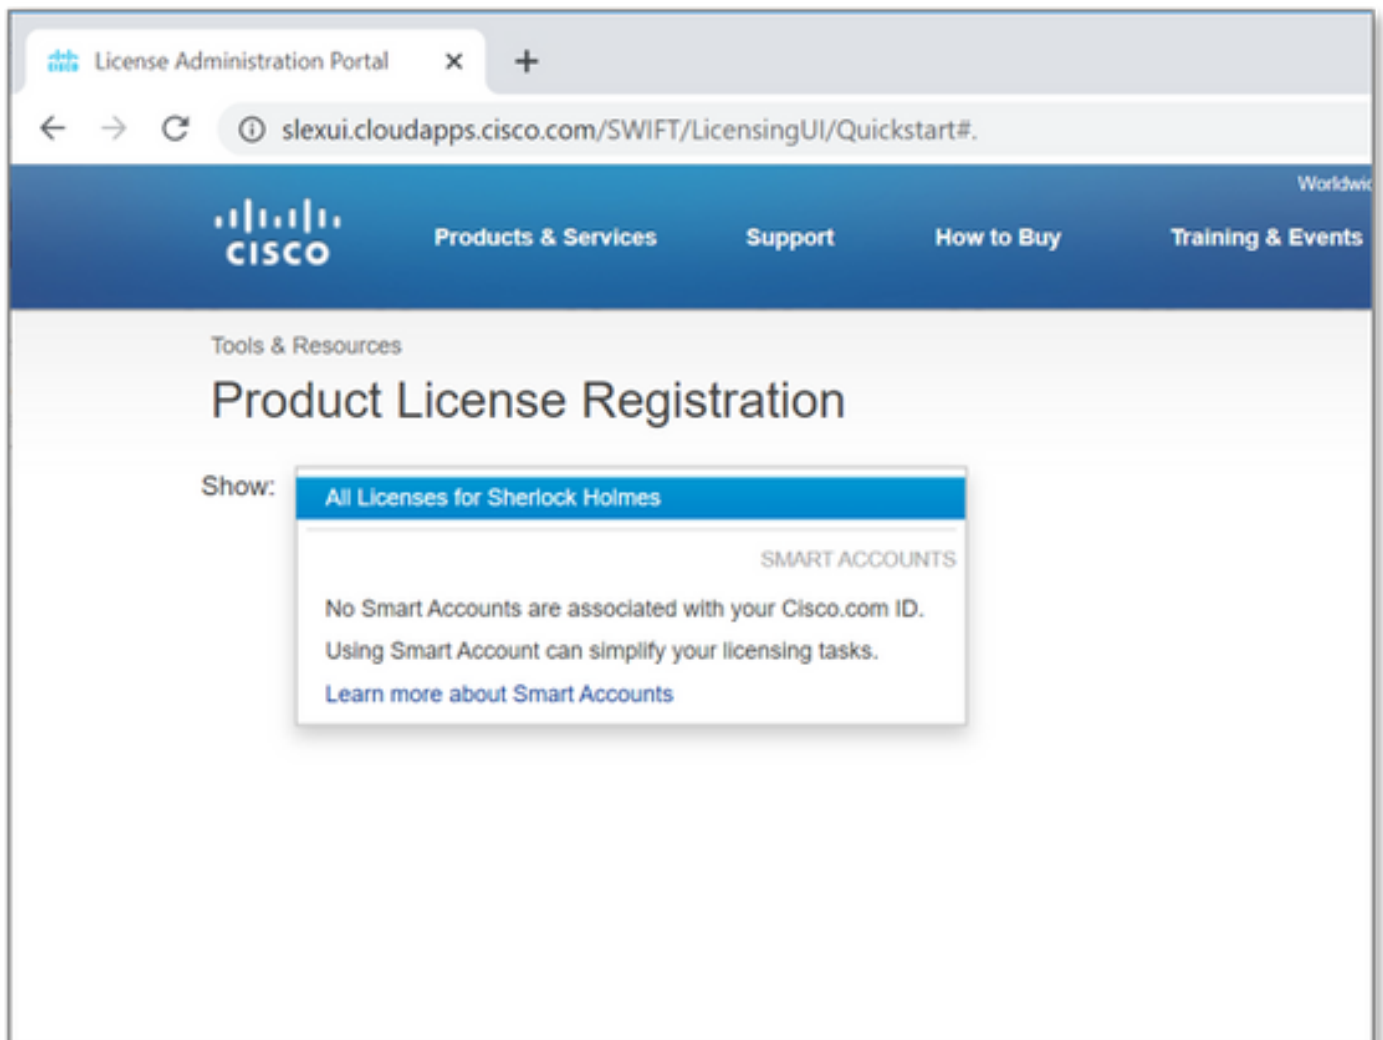 License Administration Portal
slexui.cloudapps.cisco.com/SWIFT/LicensingUI/Quickstart#.
CISCO
Products & Services
Support
How to Buy
Training & Events
Tools & Resources
Product License Registration
Show:
All Licenses for Sherlock Holmes
SMART ACCOUNTS
No Smart Accounts are associated with your Cisco.com ID.
Using Smart Account can simplify your licensing tasks.
Learn more about Smart Accounts